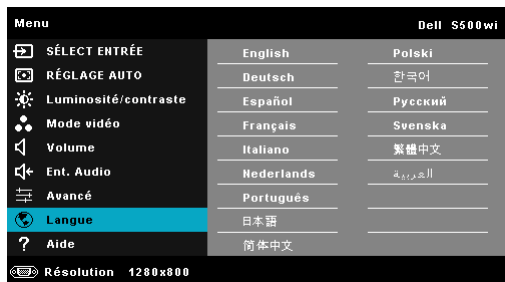 Menu Dell S500wi
SÉLECT ENTRÉE English Polski
RÉGLAGE AUTO Deutsch 한국어
Luminosité/contraste Español Русский
Mode vidéo Français Svenska
Volume Italiano 繁體中文
Ent. Audio Nederlands العربية
Avancé Português
Langue 日本語
Aide 简体中文
Résolution 1280x800